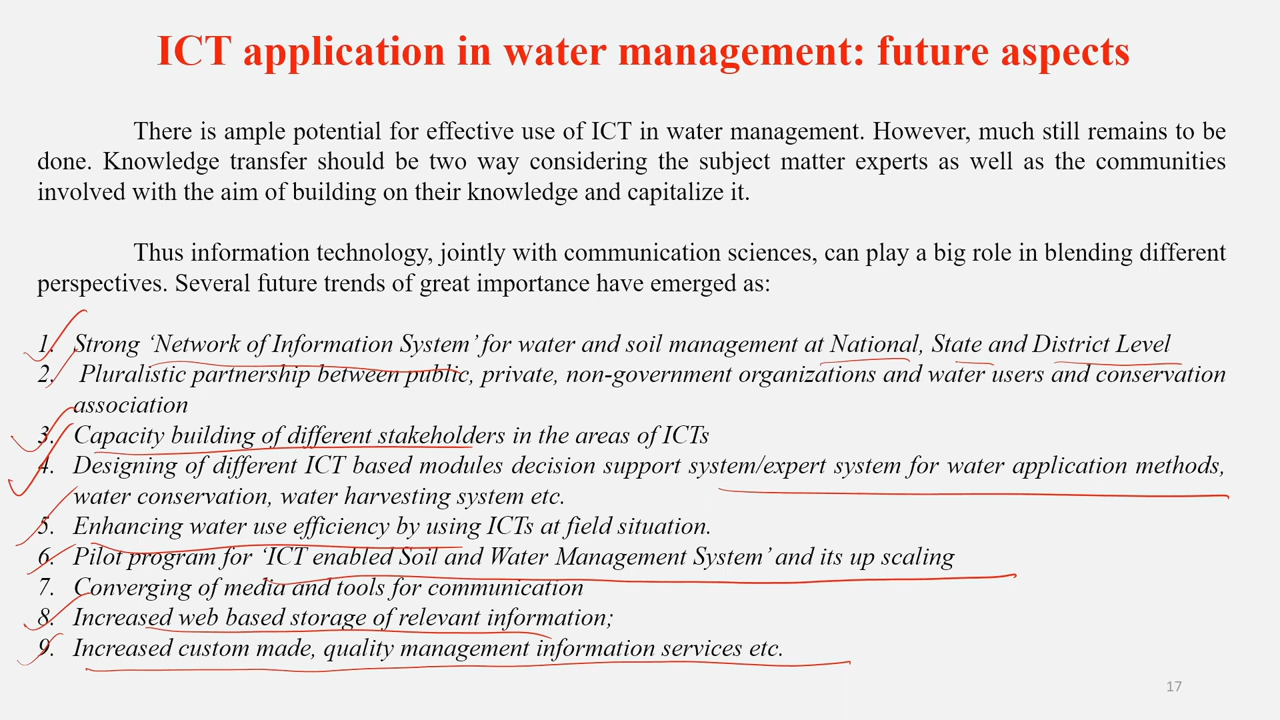 ICT application in water management: future aspects
There is ample potential for effective use of ICT in water management. However, much still remains to be
done. Knowledge transfer should be two way considering the subject matter experts as well as the communities
involved with the aim of building on their knowledge and capitalize it.
Thus information technology, jointly with communication sciences, can play a big role in blending different
perspectives. Several future trends of great importance have emerged as:
1. Strong ‘Network of Information System’ for water and soil management at National, State and District Level
2. Pluralistic partnership between public, private, non-government organizations and water users and conservation
association
3. Capacity building of different stakeholders in the areas of ICTs
4. Designing of different ICT based modules decision support system/expert system for water application methods,
water conservation, water harvesting system etc.
5. Enhancing water use efficiency by using ICTs at field situation.
6. Pilot program for ‘ICT enabled Soil and Water Management System’ and its up scaling
7. Converging of media and tools for communication
8. Increased web based storage of relevant information;
9. Increased custom made, quality management information services etc.
17